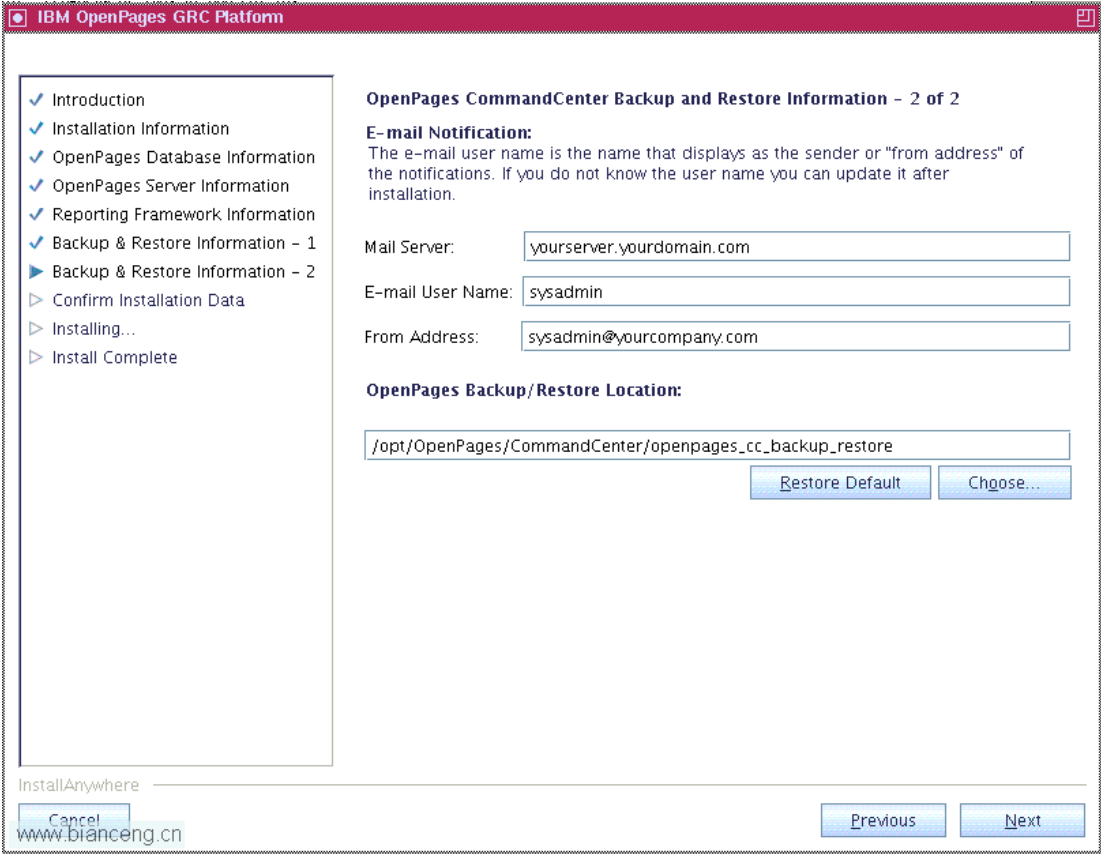 IBM OpenPages GRC Platform
Introduction
Installation Information
OpenPages Database Information
OpenPages Server Information
Reporting Framework Information
Backup & Restore Information - 1
Backup & Restore Information - 2
Confirm Installation Data
Installing...
Install Complete
OpenPages CommandCenter Backup and Restore Information - 2 of 2
E-mail Notification:
The e-mail user name is the name that displays as the sender or "from address" of
the notifications. If you do not know the user name you can update it after
installation.
Mail Server: yourserver.yourdomain.com
E-mail User Name: sysadmin
From Address: sysadmin@yourcompany.com
OpenPages Backup/Restore Location:
/opt/OpenPages/CommandCenter/openpages_cc_backup_restore
Restore Default Choose...
InstallAnywhere
Cancel Previous Next
www.bianceng.cn